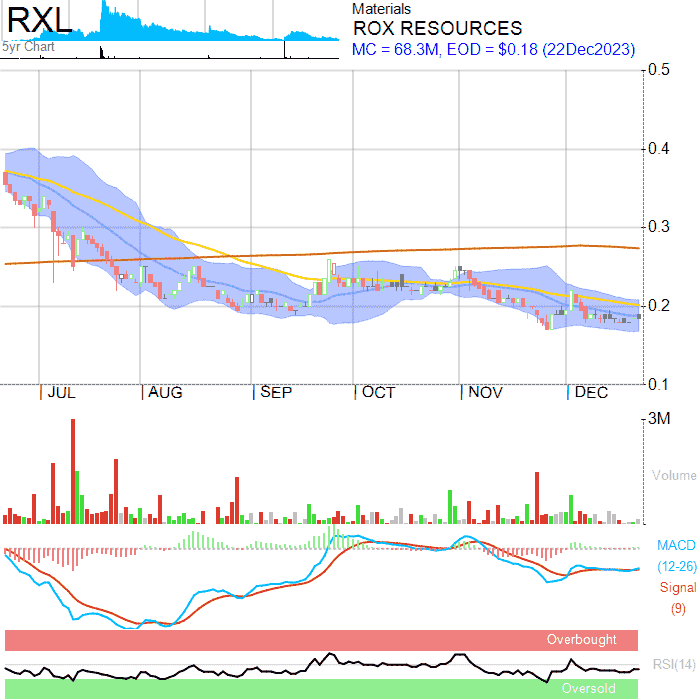 RXL
5yr Chart
Materials
ROX RESOURCES
MC = 68.3M, EOD = $0.18 (22Dec2023)
0.5
0.4
0.3
0.2
0.1
JUL AUG SEP OCT NOV DEC
3M
Volume
MACD
(12-26)
Signal
(9)
Overbought
RSI(14)
Oversold